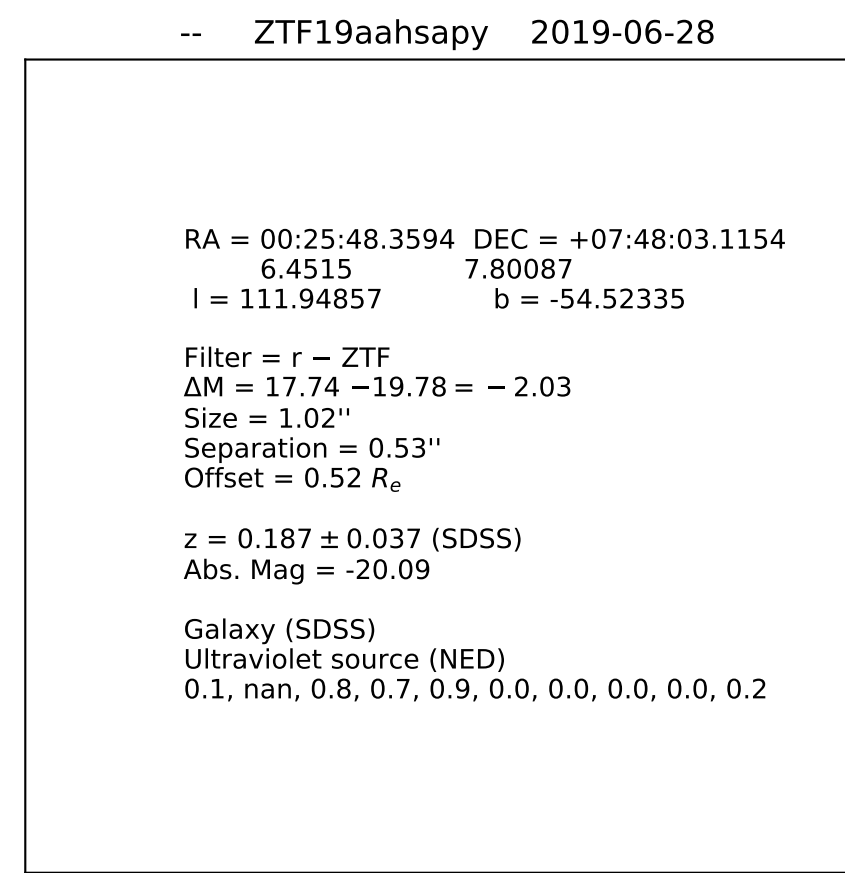 -- ZTF19aahsapy 2019-06-28
RA = 00:25:48.3594 DEC = +07:48:03.1154
6.4515 7.80087
l = 111.94857 b = -54.52335
Filter = r − ZTF
ΔM = 17.74 −19.78 = − 2.03
Size = 1.02''
Separation = 0.53''
Offset = 0.52 Re
z = 0.187 ± 0.037 (SDSS)
Abs. Mag = -20.09
Galaxy (SDSS)
Ultraviolet source (NED)
0.1, nan, 0.8, 0.7, 0.9, 0.0, 0.0, 0.0, 0.0, 0.2